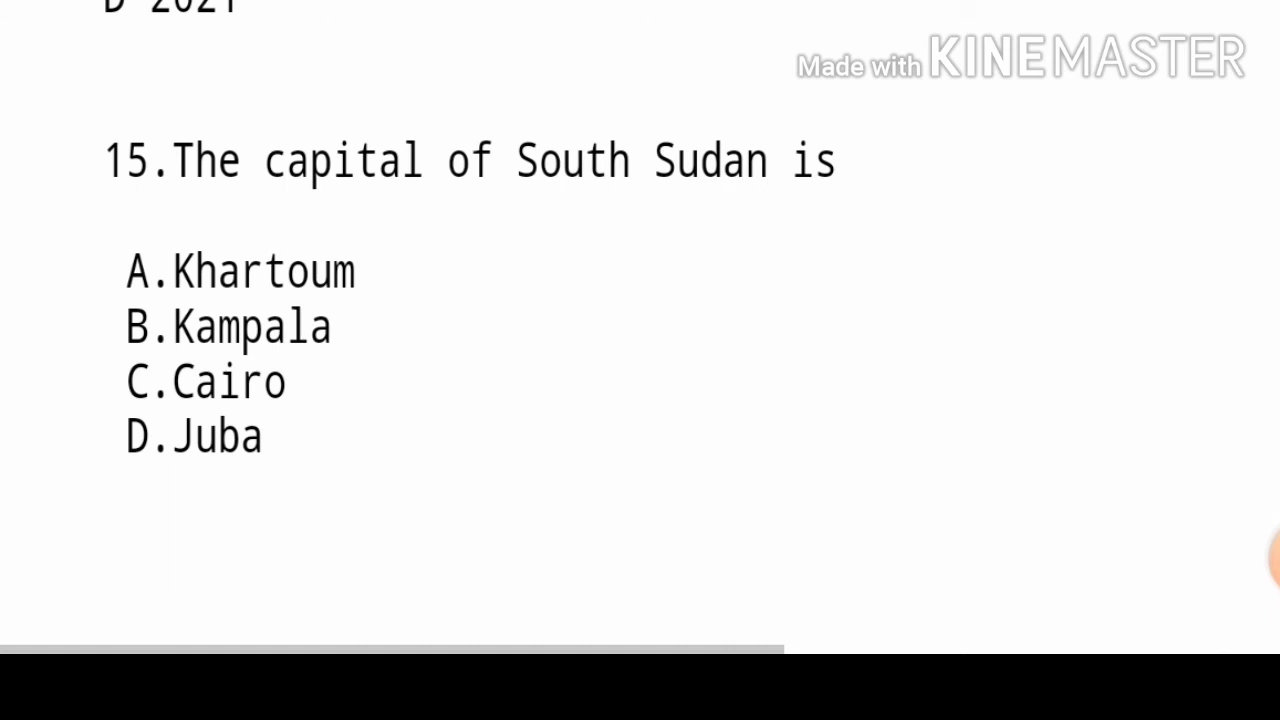 D 2021
Made with KINEMASTER
15.The capital of South Sudan is
A.Khartoum
B.Kampala
C.Cairo
D.Juba